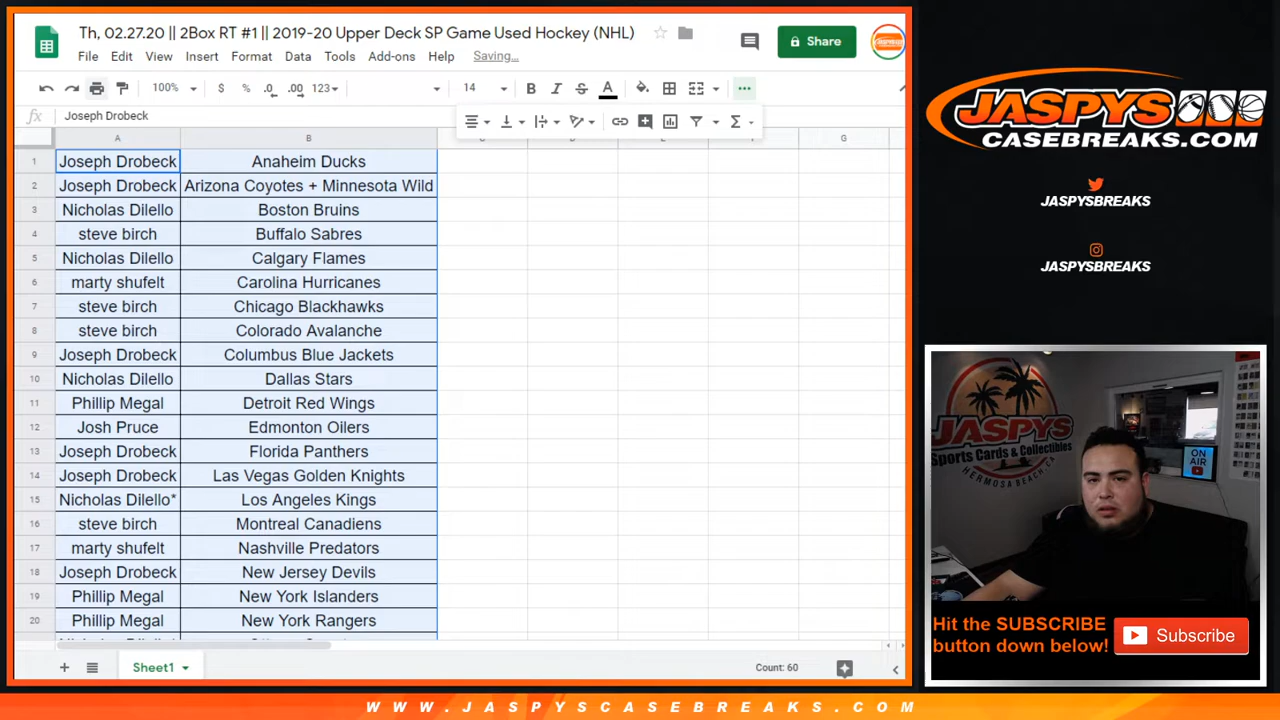 Th, 02.27.20 || 2Box RT #1 || 2019-20 Upper Deck SP Game Used Hockey (NHL)
File Edit View Insert Format Data Tools Add-ons Help Saving...
Share
100% $ % .0 .00 123 14 B I S A
fx Joseph Drobeck
A B G
1 Joseph Drobeck Anaheim Ducks
2 Joseph Drobeck Arizona Coyotes + Minnesota Wild
3 Nicholas Dilello Boston Bruins
4 steve birch Buffalo Sabres
5 Nicholas Dilello Calgary Flames
6 marty shufelt Carolina Hurricanes
7 steve birch Chicago Blackhawks
8 steve birch Colorado Avalanche
9 Joseph Drobeck Columbus Blue Jackets
10 Nicholas Dilello Dallas Stars
11 Phillip Megal Detroit Red Wings
12 Josh Pruce Edmonton Oilers
13 Joseph Drobeck Florida Panthers
14 Joseph Drobeck Las Vegas Golden Knights
15 Nicholas Dilello* Los Angeles Kings
16 steve birch Montreal Canadiens
17 marty shufelt Nashville Predators
18 Joseph Drobeck New Jersey Devils
19 Phillip Megal New York Islanders
20 Phillip Megal New York Rangers
Sheet1
Count: 60
JASPYS
CASEBREAKS.COM
JASPYSBREAKS
JASPYSBREAKS
JASPYS
Sports Cards & Collectibles
HERMOSA BEACH CA
ON AIR
Hit the SUBSCRIBE
button down below!
Subscribe
WWW.JASPYSCASEBREAKS.COM